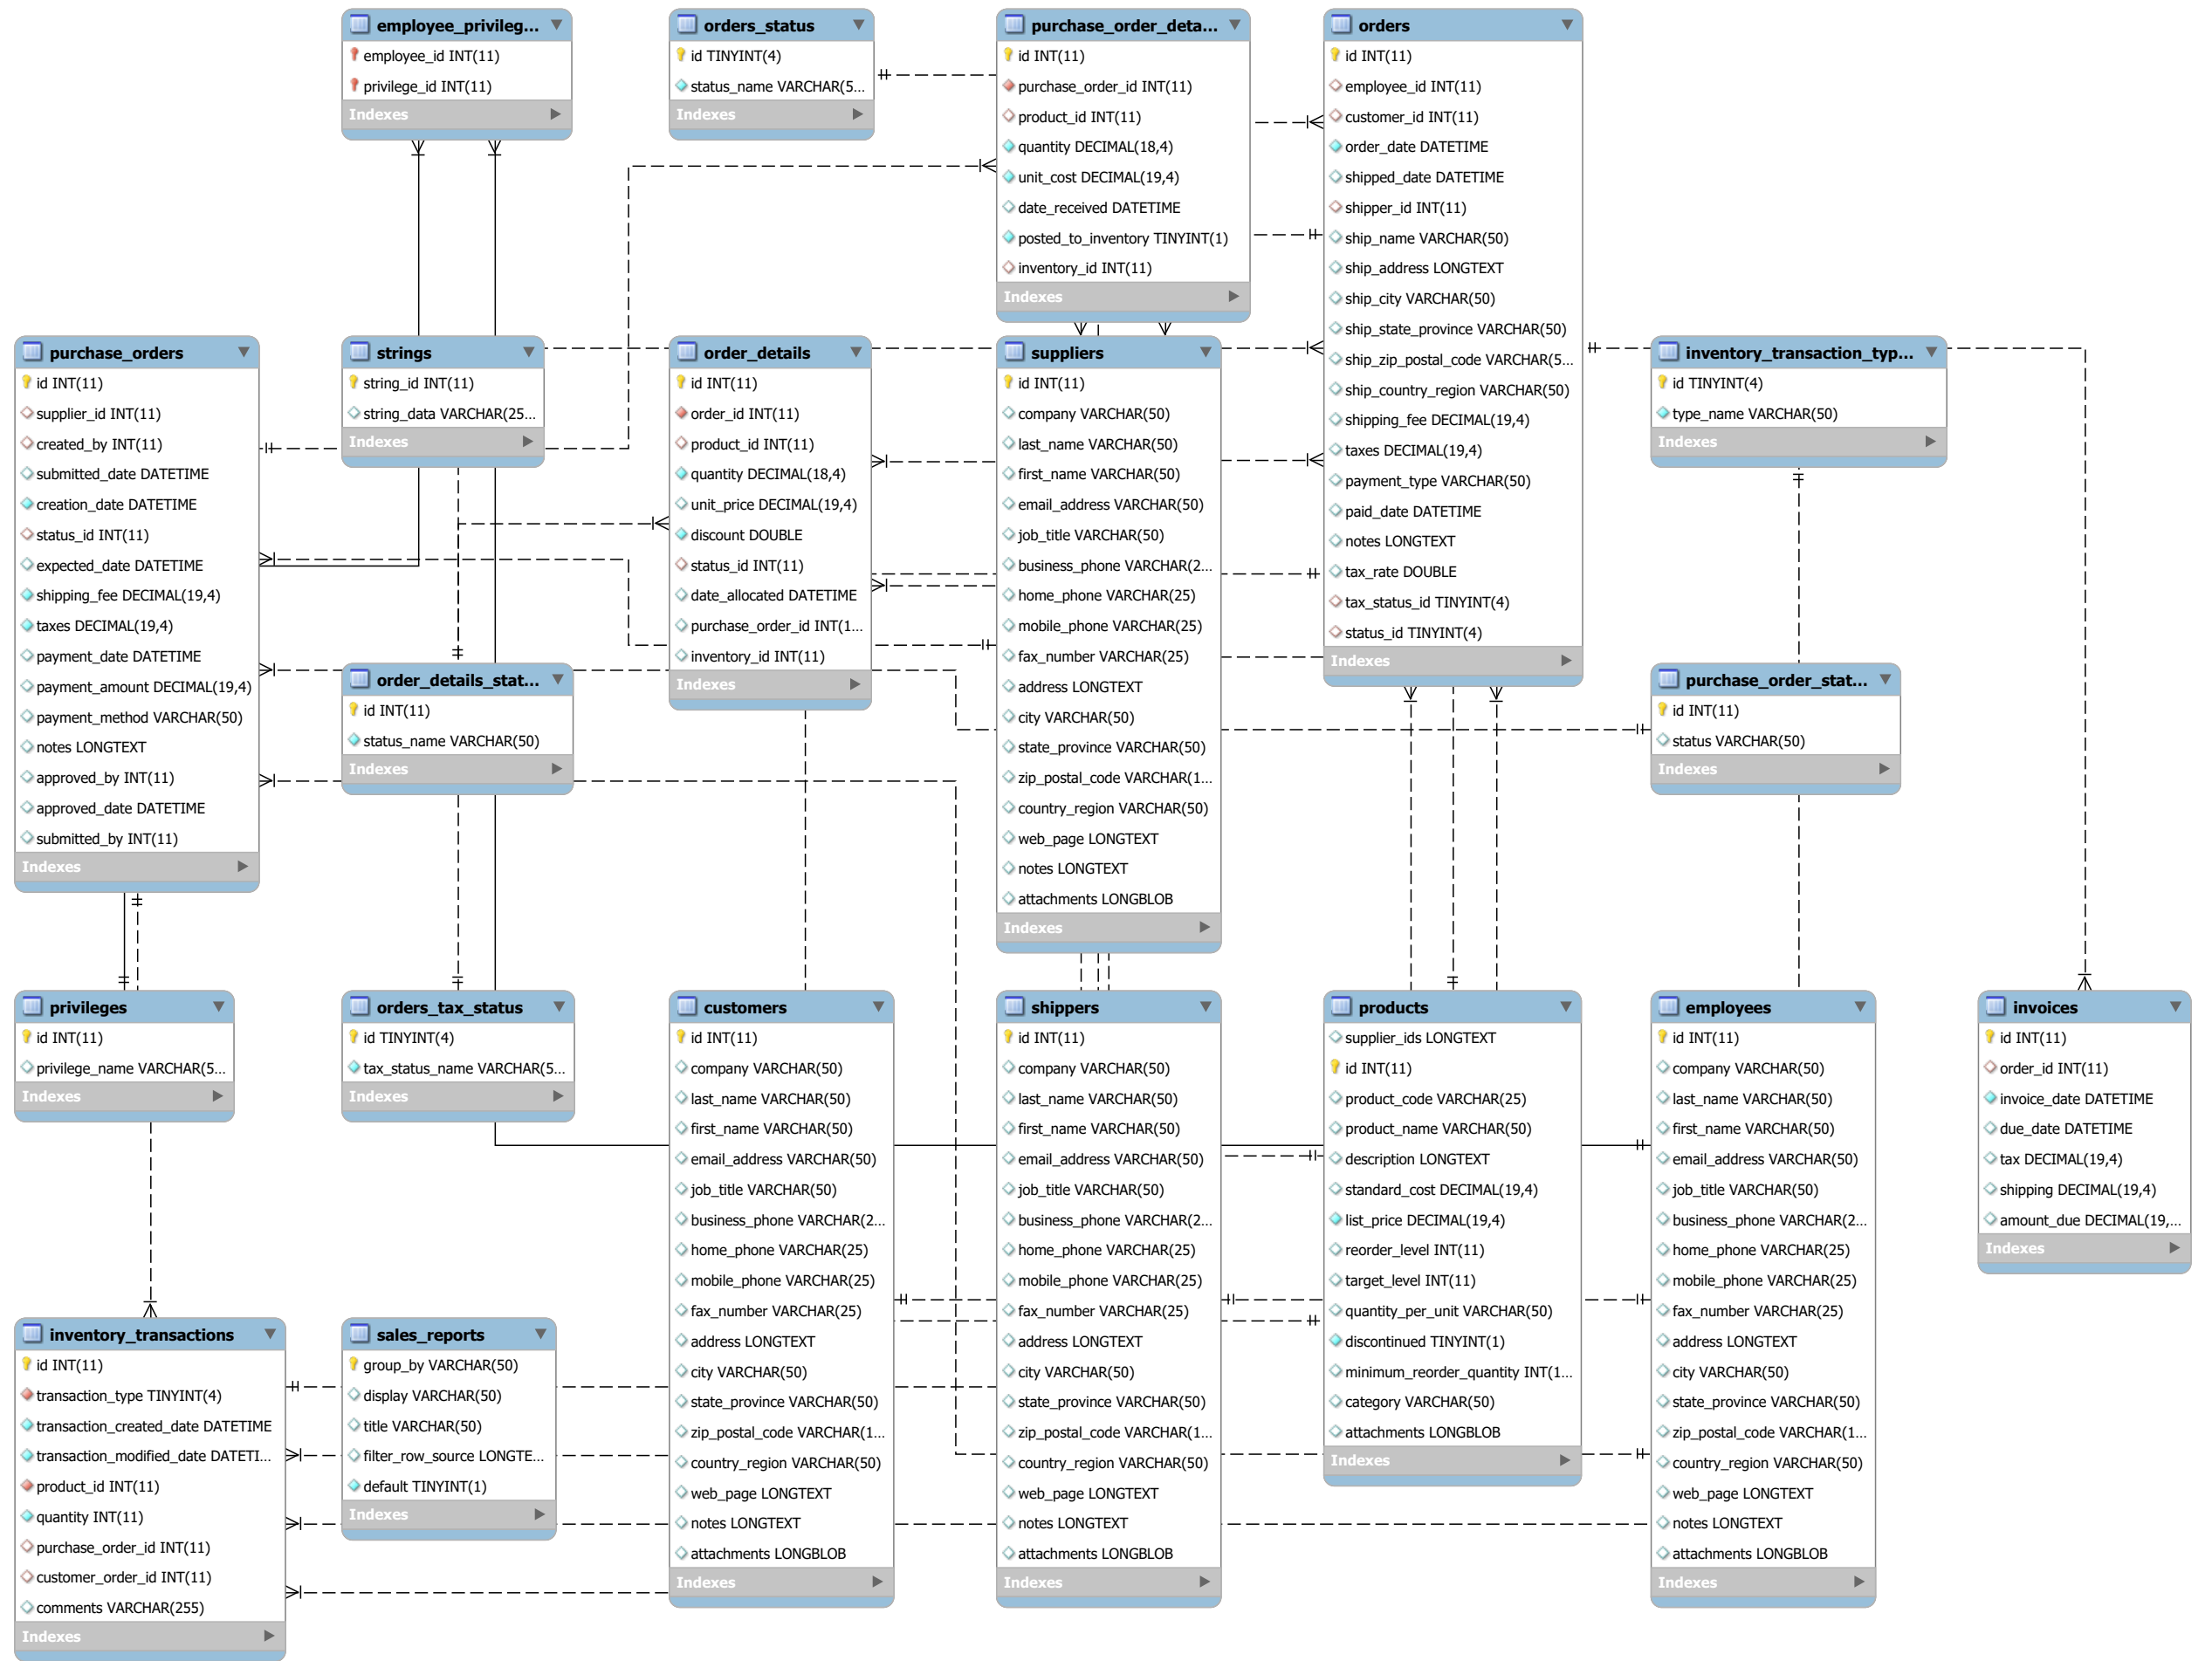 employee_privileg...
employee_id INT(11)
privilege_id INT(11)
Indexes
orders_status
id TINYINT(4)
status_name VARCHAR(5...
Indexes
purchase_order_deta...
id INT(11)
purchase_order_id INT(11)
product_id INT(11)
quantity DECIMAL(18,4)
unit_cost DECIMAL(19,4)
date_received DATETIME
posted_to_inventory TINYINT(1)
inventory_id INT(11)
Indexes
orders
id INT(11)
employee_id INT(11)
customer_id INT(11)
order_date DATETIME
shipped_date DATETIME
shipper_id INT(11)
ship_name VARCHAR(50)
ship_address LONGTEXT
ship_city VARCHAR(50)
ship_state_province VARCHAR(50)
ship_zip_postal_code VARCHAR(5...
ship_country_region VARCHAR(50)
shipping_fee DECIMAL(19,4)
taxes DECIMAL(19,4)
payment_type VARCHAR(50)
paid_date DATETIME
notes LONGTEXT
tax_rate DOUBLE
tax_status_id TINYINT(4)
status_id TINYINT(4)
Indexes
purchase_orders
id INT(11)
supplier_id INT(11)
created_by INT(11)
submitted_date DATETIME
creation_date DATETIME
status_id INT(11)
expected_date DATETIME
shipping_fee DECIMAL(19,4)
taxes DECIMAL(19,4)
payment_date DATETIME
payment_amount DECIMAL(19,4)
payment_method VARCHAR(50)
notes LONGTEXT
approved_by INT(11)
approved_date DATETIME
submitted_by INT(11)
Indexes
strings
string_id INT(11)
string_data VARCHAR(25...
Indexes
order_details
id INT(11)
order_id INT(11)
product_id INT(11)
quantity DECIMAL(18,4)
unit_price DECIMAL(19,4)
discount DOUBLE
status_id INT(11)
date_allocated DATETIME
purchase_order_id INT(1...
inventory_id INT(11)
Indexes
suppliers
id INT(11)
company VARCHAR(50)
last_name VARCHAR(50)
first_name VARCHAR(50)
email_address VARCHAR(50)
job_title VARCHAR(50)
business_phone VARCHAR(2...
home_phone VARCHAR(25)
mobile_phone VARCHAR(25)
fax_number VARCHAR(25)
address LONGTEXT
city VARCHAR(50)
state_province VARCHAR(50)
zip_postal_code VARCHAR(1...
country_region VARCHAR(50)
web_page LONGTEXT
notes LONGTEXT
attachments LONGBLOB
Indexes
inventory_transaction_typ...
id TINYINT(4)
type_name VARCHAR(50)
Indexes
order_details_stat...
id INT(11)
status_name VARCHAR(50)
Indexes
purchase_order_stat...
id INT(11)
status VARCHAR(50)
Indexes
privileges
id INT(11)
privilege_name VARCHAR(5...
Indexes
orders_tax_status
id TINYINT(4)
tax_status_name VARCHAR(5...
Indexes
customers
id INT(11)
company VARCHAR(50)
last_name VARCHAR(50)
first_name VARCHAR(50)
email_address VARCHAR(50)
job_title VARCHAR(50)
business_phone VARCHAR(2...
home_phone VARCHAR(25)
mobile_phone VARCHAR(25)
fax_number VARCHAR(25)
address LONGTEXT
city VARCHAR(50)
state_province VARCHAR(50)
zip_postal_code VARCHAR(1...
country_region VARCHAR(50)
web_page LONGTEXT
notes LONGTEXT
attachments LONGBLOB
Indexes
shippers
id INT(11)
company VARCHAR(50)
last_name VARCHAR(50)
first_name VARCHAR(50)
email_address VARCHAR(50)
job_title VARCHAR(50)
business_phone VARCHAR(2...
home_phone VARCHAR(25)
mobile_phone VARCHAR(25)
fax_number VARCHAR(25)
address LONGTEXT
city VARCHAR(50)
state_province VARCHAR(50)
zip_postal_code VARCHAR(1...
country_region VARCHAR(50)
web_page LONGTEXT
notes LONGTEXT
attachments LONGBLOB
Indexes
products
supplier_ids LONGTEXT
id INT(11)
product_code VARCHAR(25)
product_name VARCHAR(50)
description LONGTEXT
standard_cost DECIMAL(19,4)
list_price DECIMAL(19,4)
reorder_level INT(11)
target_level INT(11)
quantity_per_unit VARCHAR(50)
discontinued TINYINT(1)
minimum_reorder_quantity INT(1...
category VARCHAR(50)
attachments LONGBLOB
Indexes
employees
id INT(11)
company VARCHAR(50)
last_name VARCHAR(50)
first_name VARCHAR(50)
email_address VARCHAR(50)
job_title VARCHAR(50)
business_phone VARCHAR(2...
home_phone VARCHAR(25)
mobile_phone VARCHAR(25)
fax_number VARCHAR(25)
address LONGTEXT
city VARCHAR(50)
state_province VARCHAR(50)
zip_postal_code VARCHAR(1...
country_region VARCHAR(50)
web_page LONGTEXT
notes LONGTEXT
attachments LONGBLOB
Indexes
invoices
id INT(11)
order_id INT(11)
invoice_date DATETIME
due_date DATETIME
tax DECIMAL(19,4)
shipping DECIMAL(19,4)
amount_due DECIMAL(19,...
Indexes
inventory_transactions
id INT(11)
transaction_type TINYINT(4)
transaction_created_date DATETIME
transaction_modified_date DATETI...
product_id INT(11)
quantity INT(11)
purchase_order_id INT(11)
customer_order_id INT(11)
comments VARCHAR(255)
Indexes
sales_reports
group_by VARCHAR(50)
display VARCHAR(50)
title VARCHAR(50)
filter_row_source LONGTE...
default TINYINT(1)
Indexes